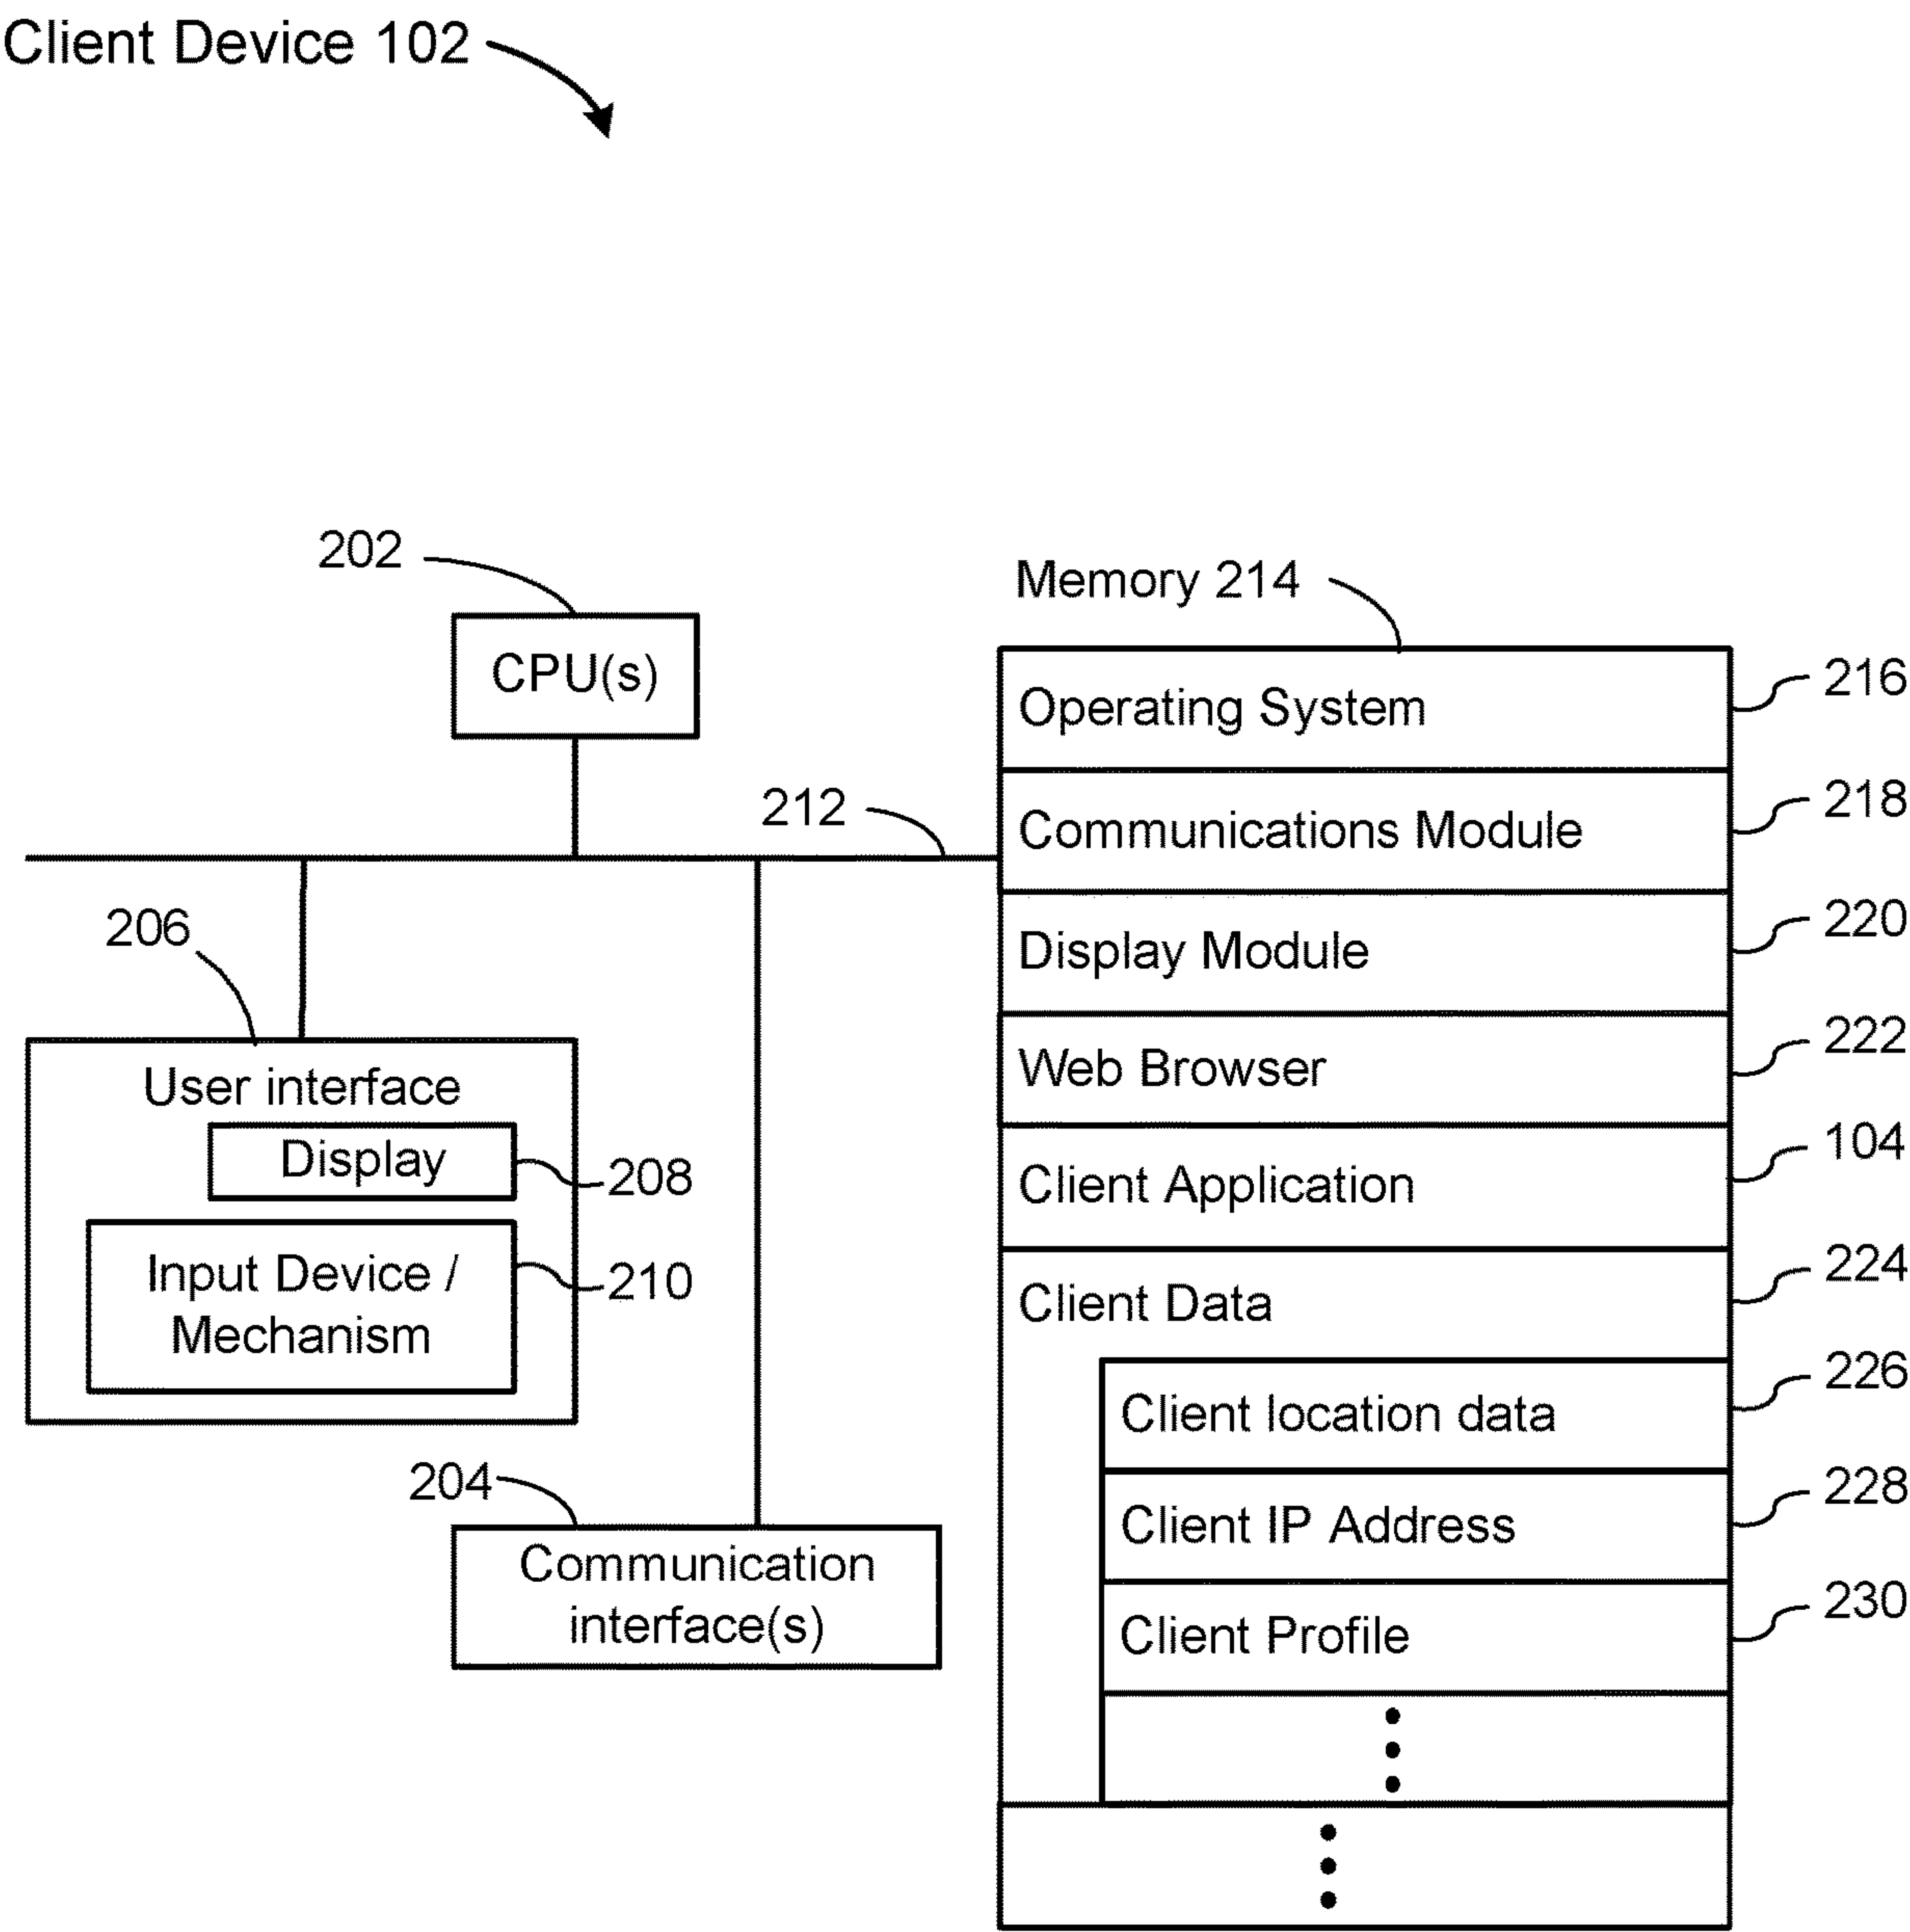 Client Device 102
202
CPU(s)
212
206
User interface
Display
208
Input Device /
Mechanism
210
204
Communication
interface(s)
Memory 214
Operating System
216
Communications Module
218
Display Module
220
Web Browser
222
Client Application
104
Client Data
224
Client location data
226
Client IP Address
228
Client Profile
230